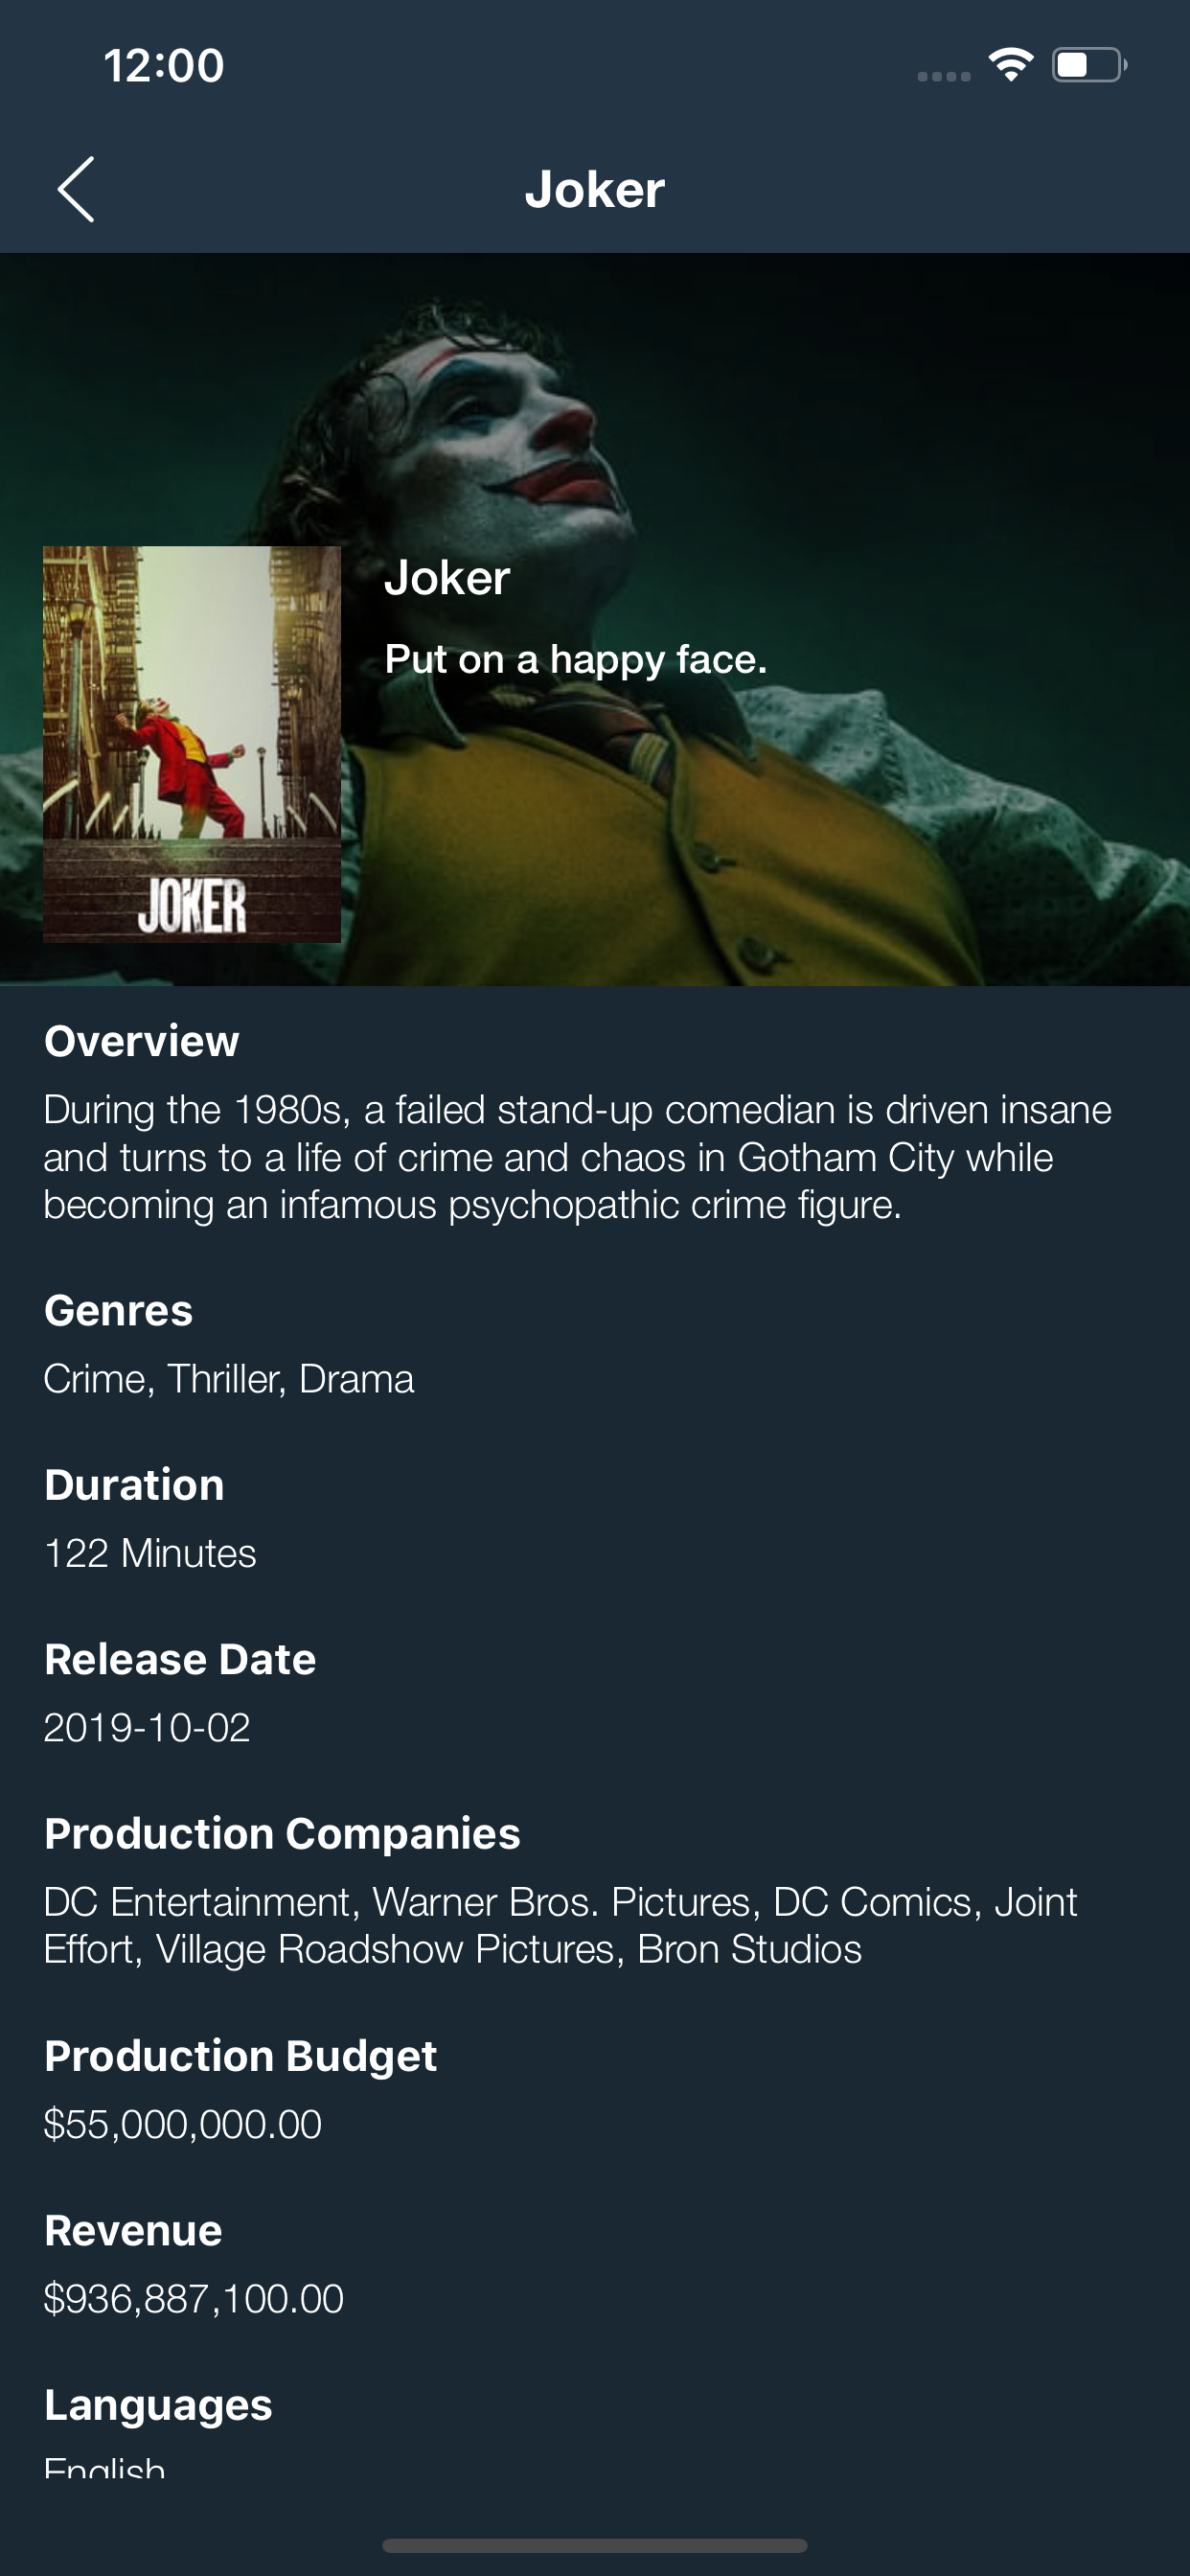 12:00
Joker
Joker
Put on a happy face.
JOKER
Overview
During the 1980s, a failed stand-up comedian is driven insane
and turns to a life of crime and chaos in Gotham City while
becoming an infamous psychopathic crime figure.
Genres
Crime, Thriller, Drama
Duration
122 Minutes
Release Date
2019-10-02
Production Companies
DC Entertainment, Warner Bros. Pictures, DC Comics, Joint
Effort, Village Roadshow Pictures, Bron Studios
Production Budget
$55,000,000.00
Revenue
$936,887,100.00
Languages
English